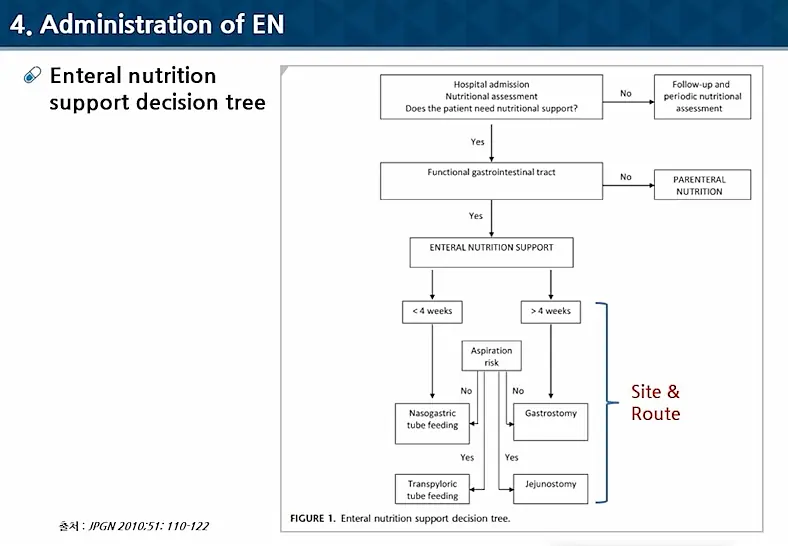 4. Administration of EN
Enteral nutrition
support decision tree
Hospital admission
Nutritional assessment
Does the patient need nutritional support?
No
Follow-up and
periodic nutritional
assessment
Yes
Functional gastrointestinal tract
No
PARENTERAL
NUTRITION
Yes
ENTERAL NUTRITION SUPPORT
< 4 weeks
> 4 weeks
Aspiration
risk
Site &
Route
No
No
Nasogastric
tube feeding
Gastrostomy
Yes
Yes
Transpyloric
tube feeding
Jejunostomy
FIGURE 1. Enteral nutrition support decision tree.
출처 : JPGN 2010;51: 110-122